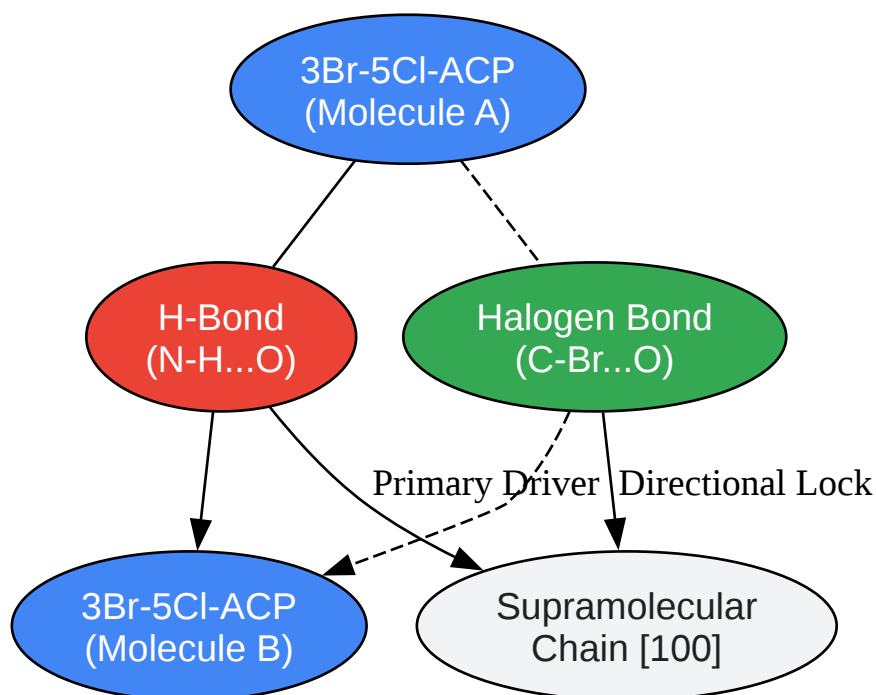 3Br-5Cl-ACP
(Molecule A)
H-Bond
(N-H...O)
Halogen Bond
(C-Br...O)
Primary Driver
Directional Lock
3Br-5Cl-ACP
(Molecule B)
Supramolecular
Chain [100]